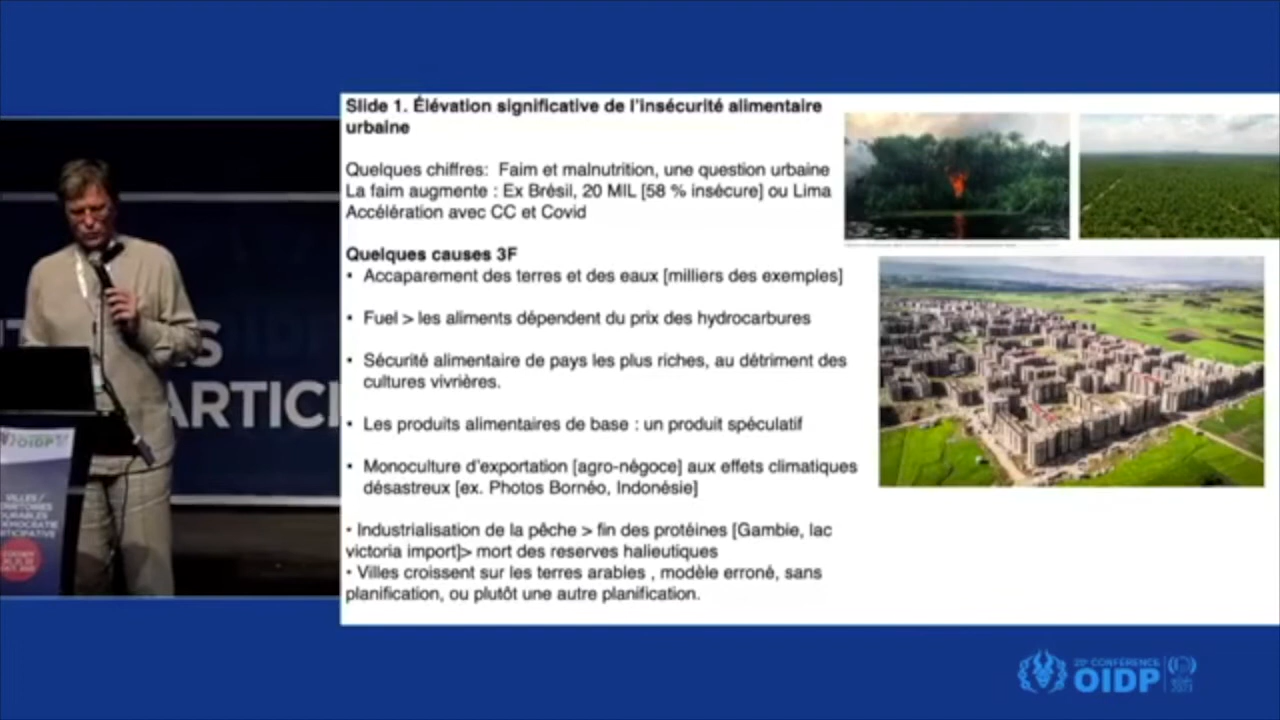 Slide 1. Élévation significative de l'insécurité alimentaire
urbaine
Quelques chiffres: Faim et malnutrition, une question urbaine
La faim augmente : Ex Brésil, 20 MIL [58 % insécure] ou Lima
Accélération avec CC et Covid
Quelques causes 3F
• Accaparement des terres et des eaux [milliers des exemples]
• Fuel > les aliments dépendent du prix des hydrocarbures
• Sécurité alimentaire de pays les plus riches, au détriment des
cultures vivrières.
• Les produits alimentaires de base : un produit spéculatif
• Monoculture d'exportation [agro-négoce] aux effets climatiques
désastreux [ex. Photos Bornéo, Indonésie]
• Industrialisation de la pêche > fin des protéines [Gambie, lac
victoria import]> mort des reserves halieutiques
• Villes croissent sur les terres arables , modèle erroné, sans
planification, ou plutôt une autre planification.
ARTICI
OIDP
VILLES /
CONFÉRENCE
OIDP